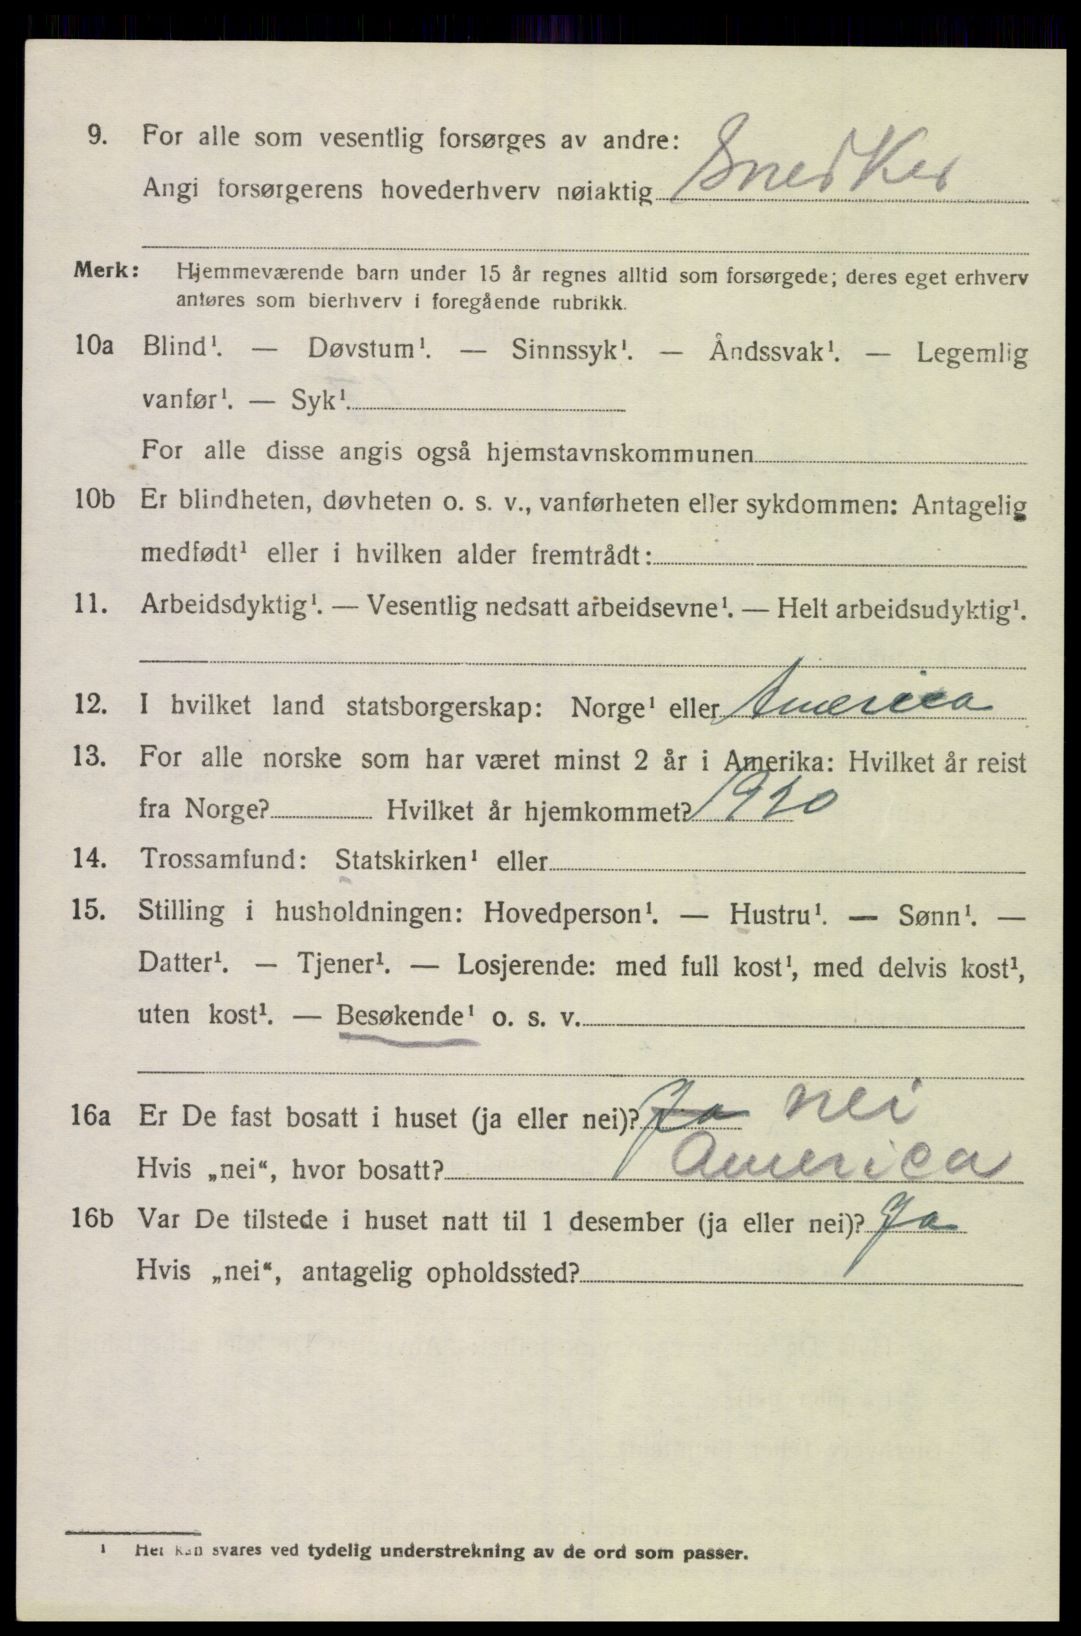 9. For alle som vesentlig forsørges av andre:
Angi forsørgerens hovederhverv nøiaktig Snedker
Merk: Hjemmeværende barn under 15 år regnes alltid som forsørgede; deres eget erhverv
anføres som bierhverv i foregående rubrikk.
10a Blind¹. — Døvstum¹. — Sinnssyk¹. — Åndssvak¹. — Legemlig
vanfør¹. — Syk¹.
For alle disse angis også hjemstavnskommunen
10b Er blindheten, døvheten o. s. v., vanførheten eller sykdommen: Antagelig
medfødt¹ eller i hvilken alder fremtrådt:
11. Arbeidsdyktig¹. — Vesentlig nedsatt arbeidsevne¹. — Helt arbeidsudyktig¹.
12. I hvilket land statsborgerskap: Norge¹ eller America
13. For alle norske som har været minst 2 år i Amerika: Hvilket år reist
fra Norge? Hvilket år hjemkommet? 1920
14. Trossamfund: Statskirken¹ eller
15. Stilling i husholdningen: Hovedperson¹. — Hustru¹. — Sønn¹. —
Datter¹. — Tjener¹. — Losjerende: med full kost¹, med delvis kost¹,
uten kost¹. — Besøkende¹ o. s. v.
16a Er De fast bosatt i huset (ja eller nei)? Ja nei
Hvis „nei“, hvor bosatt? America
16b Var De tilstede i huset natt til 1 desember (ja eller nei)? Ja
Hvis „nei“, antagelig opholdssted?
¹ Het kan svares ved tydelig understrekning av de ord som passer.